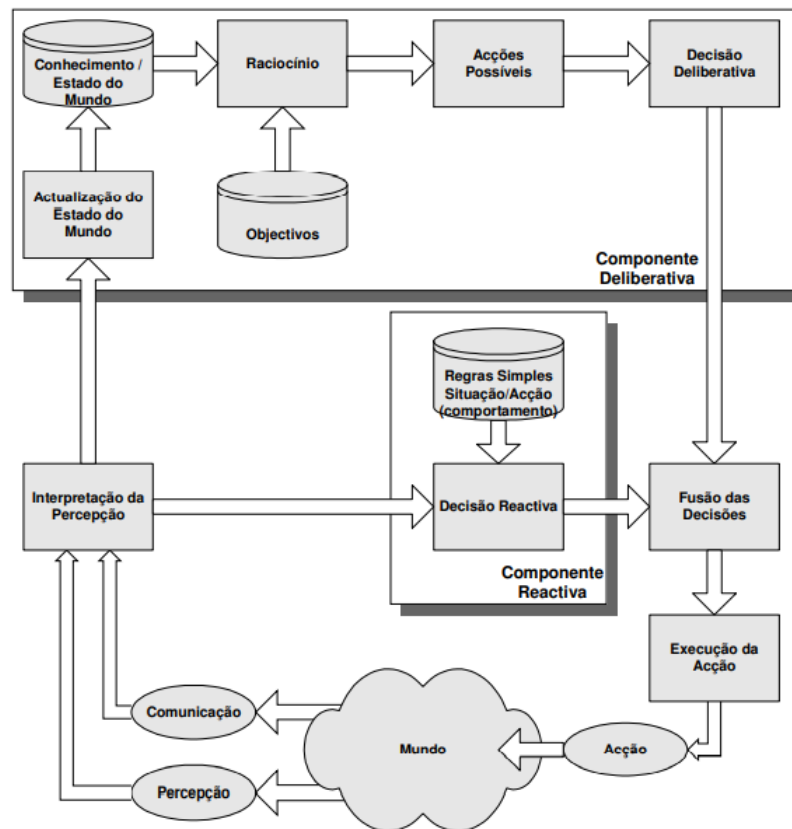 Conhecimento /
Estado do
Mundo
Raciocínio
Acções
Possíveis
Decisão
Deliberativa
Actualização do
Estado do
Mundo
Objectivos
Componente
Deliberativa
Regras Simples
Situação/Acção
(comportamento)
Interpretação da
Percepção
Decisão Reactiva
Fusão das
Decisões
Componente
Reactiva
Execução da
Acção
Comunicação
Mundo
Acção
Percepção